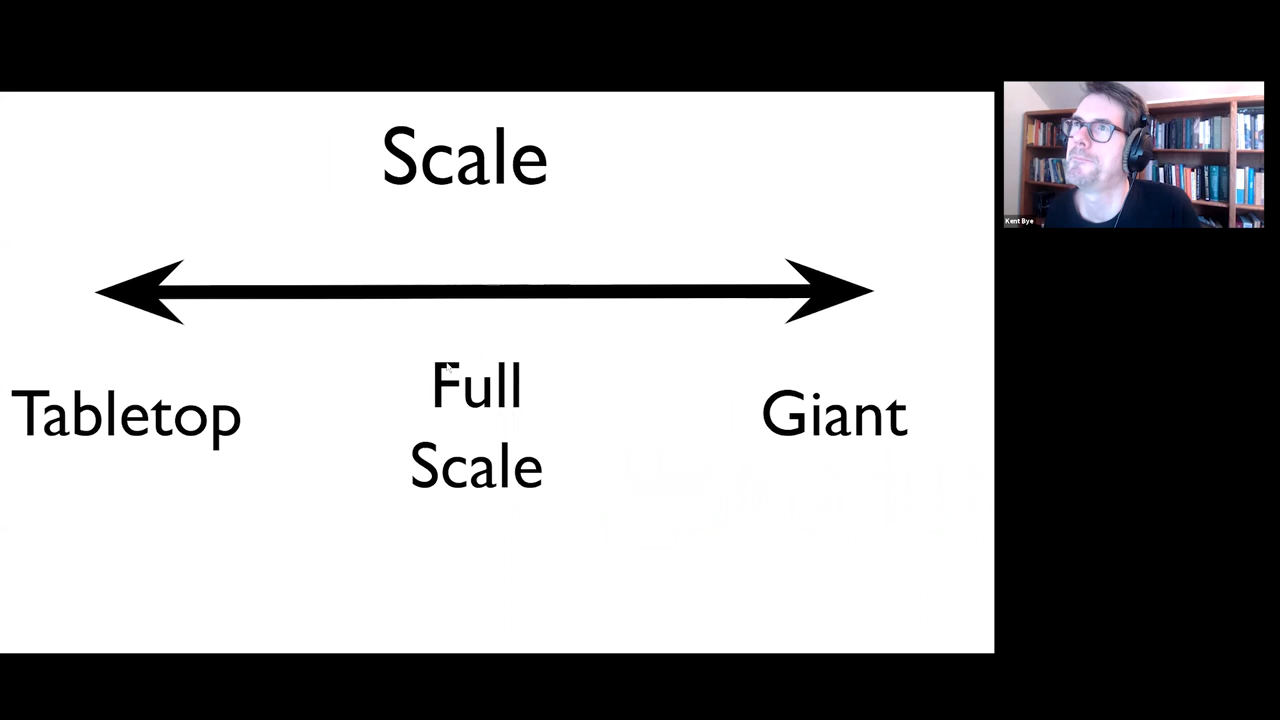 Scale
Tabletop
Full
Scale
Giant
Kent Bye